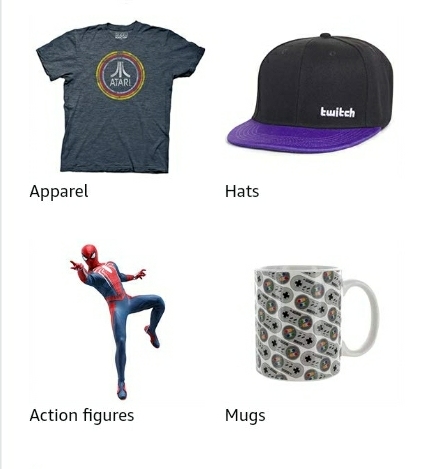 ATARI
twitch
Apparel
Hats
Action figures
Mugs